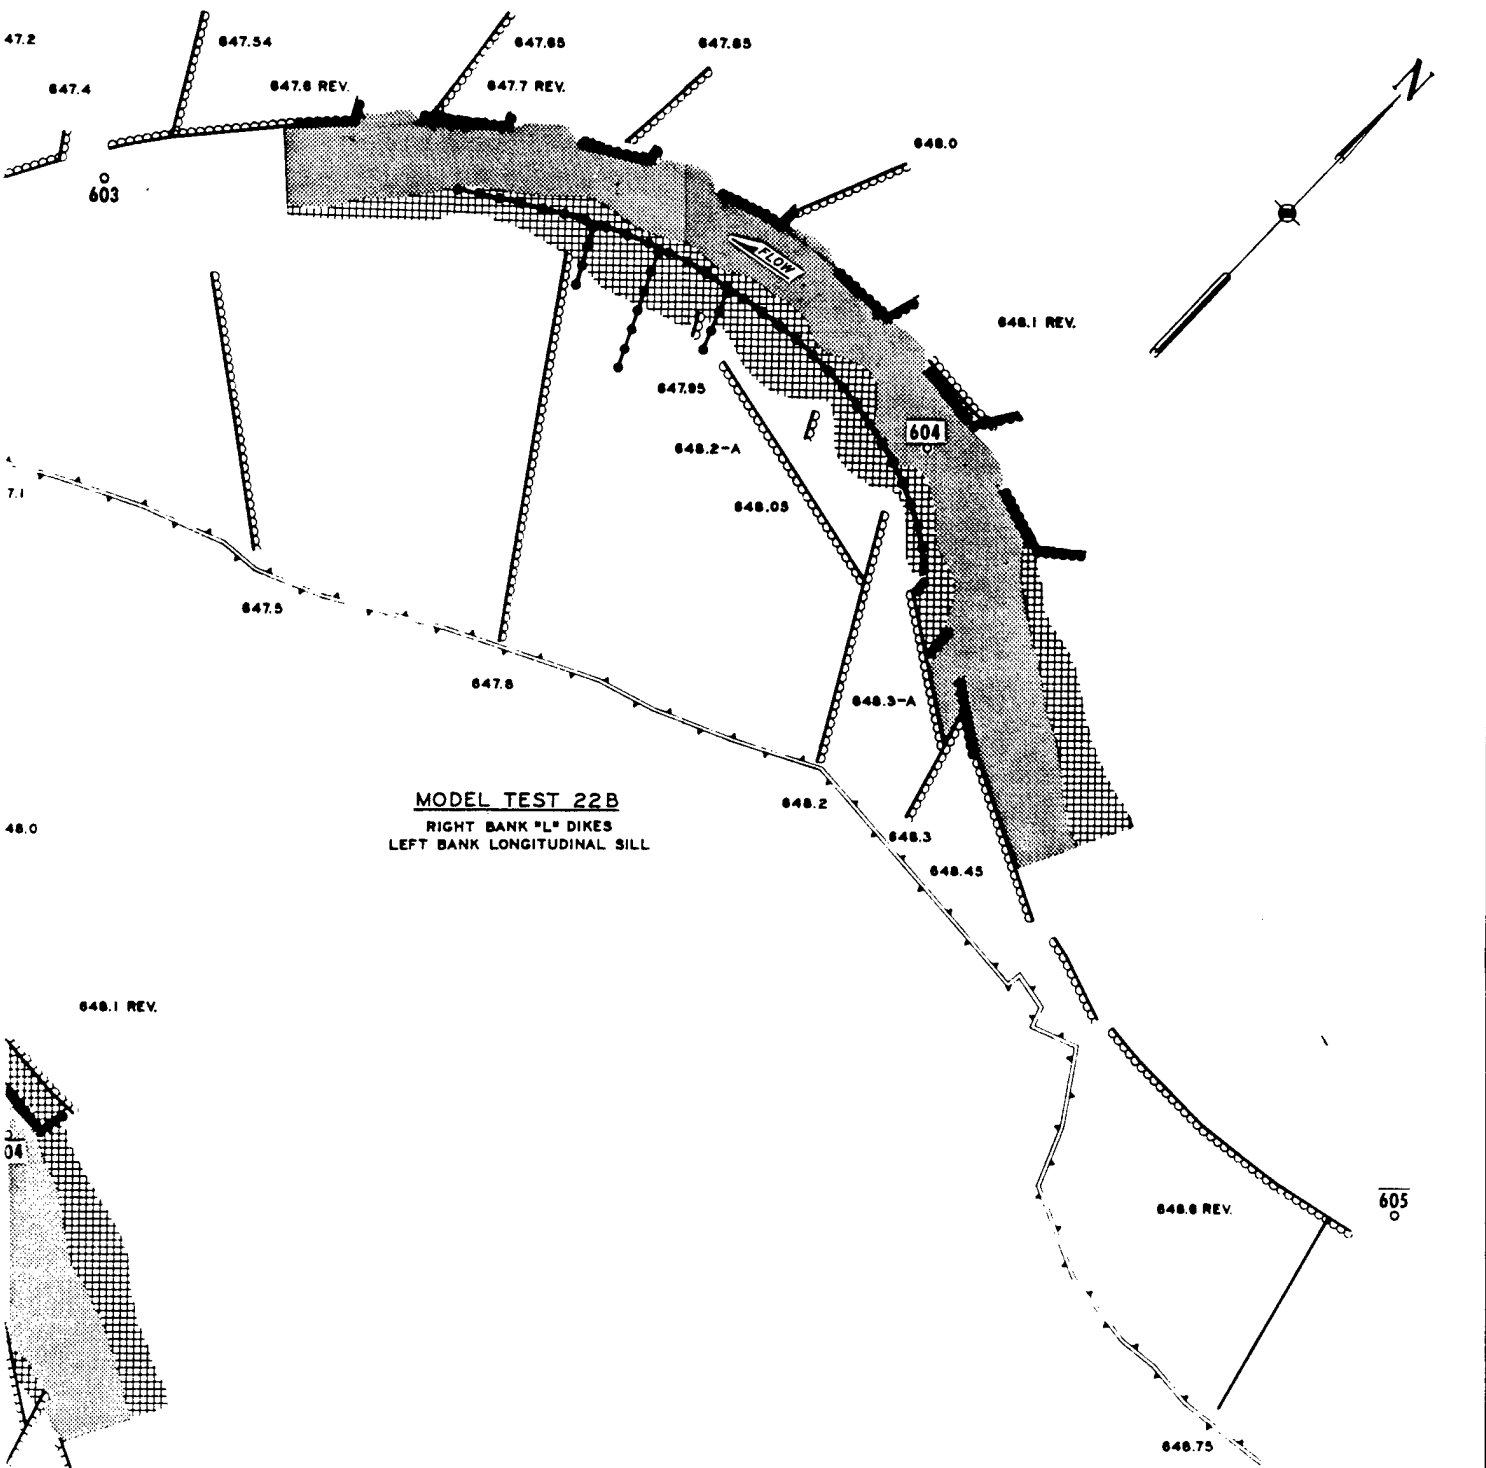 47.2
647.54
647.65
647.85
647.4
647.6 REV.
647.7 REV.
N
648.0
603
FLOW
648.1 REV.
647.95
604
648.2-A
7.1
648.05
647.5
647.8
648.3-A
MODEL TEST 22B
RIGHT BANK "L" DIKES
LEFT BANK LONGITUDINAL SILL
648.2
48.0
648.3
648.45
648.1 REV.
04
605
648.6 REV.
648.75